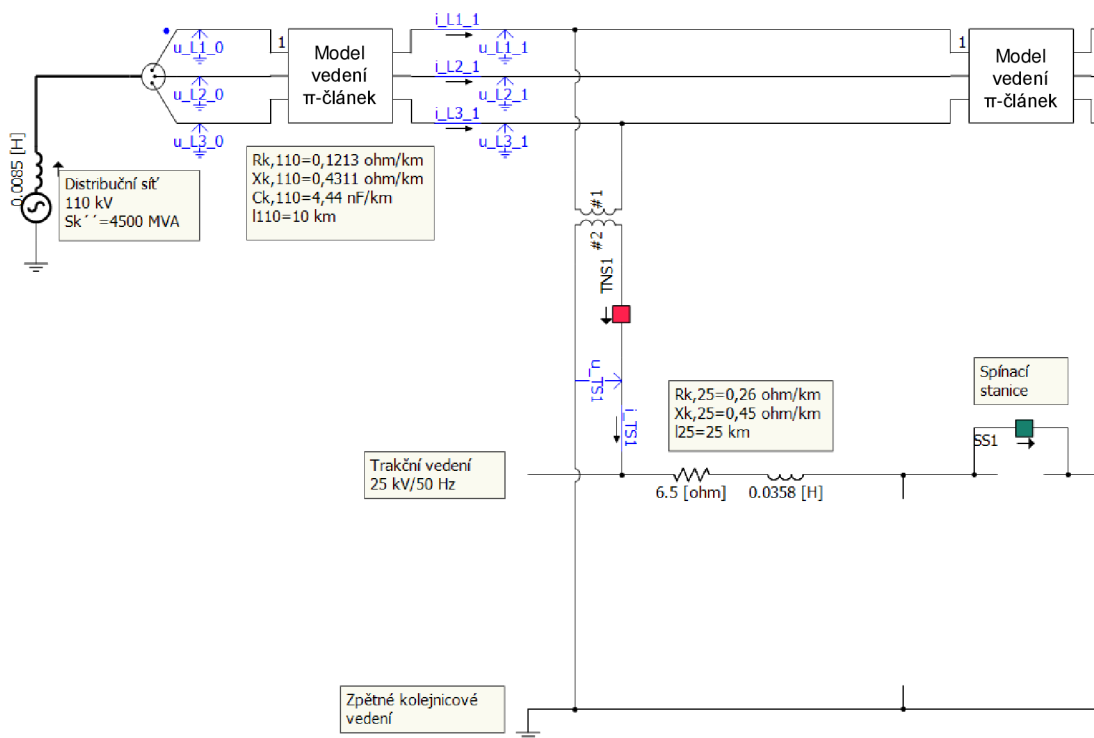 i_L1_1
u_L1_0
1
Model
vedení
π-článek
u_L1_1
1
Model
vedení
π-článek
i_L2_1
u_L2_0
u_L2_1
i_L3_1
u_L3_0
u_L3_1
0.0085 [H]
Distribuční síť
110 kV
Sk´´=4500 MVA
Rk,110=0,1213 ohm/km
Xk,110=0,4311 ohm/km
Ck,110=4,44 nF/km
l110=10 km
#1
#2
TNS1
u_TS1
i_TS1
Rk,25=0,26 ohm/km
Xk,25=0,45 ohm/km
l25=25 km
Spínací
stanice
SS1
Trakční vedení
25 kV/50 Hz
6.5 [ohm]
0.0358 [H]
Zpětné kolejnicové
vedení